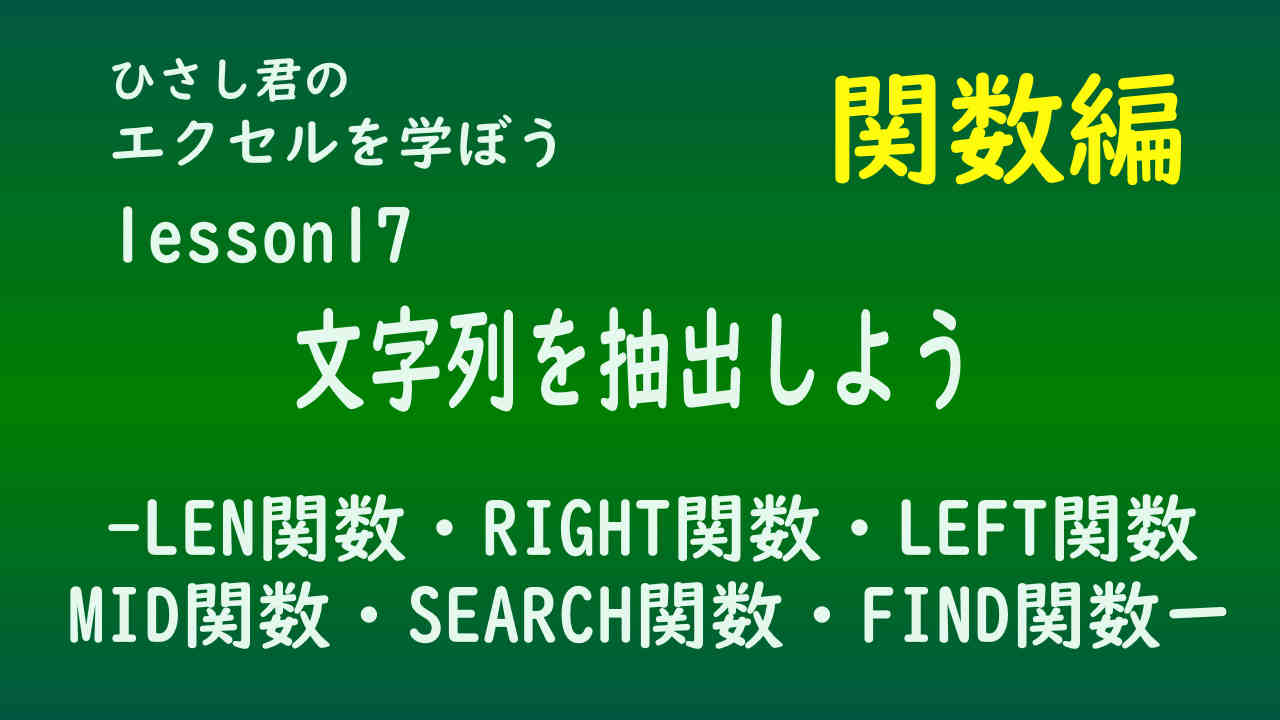 ひさし君の
エクセルを学ぼう
関数編
lesson17
文字列を抽出しよう
-LEN関数・RIGHT関数・LEFT関数
MID関数・SEARCH関数・FIND関数ー